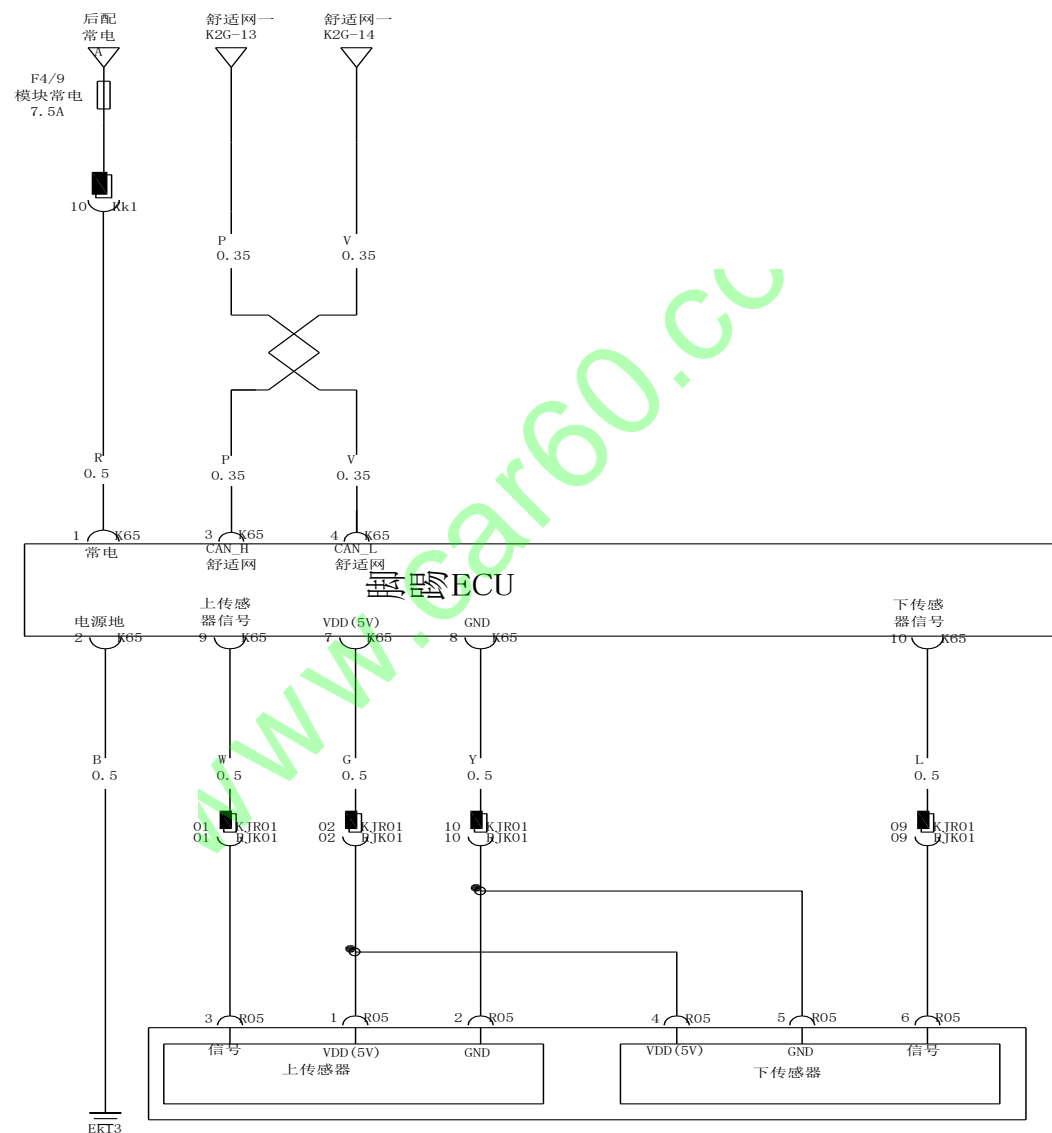 后配
常电
A
舒适网一
K2G-13
舒适网一
K2G-14
F4/9
模块常电
7.5A
10 Kk1
P
0.35
V
0.35
R
0.5
P
0.35
V
0.35
1 K65
常电
3 K65
CAN_H
舒适网
4 K65
CAN_L
舒适网
ECU
电源地
2 K65
上传感
器信号
9 K65
VDD(5V)
7 K65
GND
8 K65
下传感
器信号
10 K65
B
0.5
W
0.5
G
0.5
Y
0.5
L
0.5
01 KJR01
01 RJK01
02 KJR01
02 RJK01
10 KJR01
10 RJK01
09 KJR01
09 RJK01
3 R05
1 R05
2 R05
4 R05
5 R05
6 R05
信号
VDD(5V)
GND
VDD(5V)
GND
信号
上传感器
下传感器
Ek13
www.car60.co